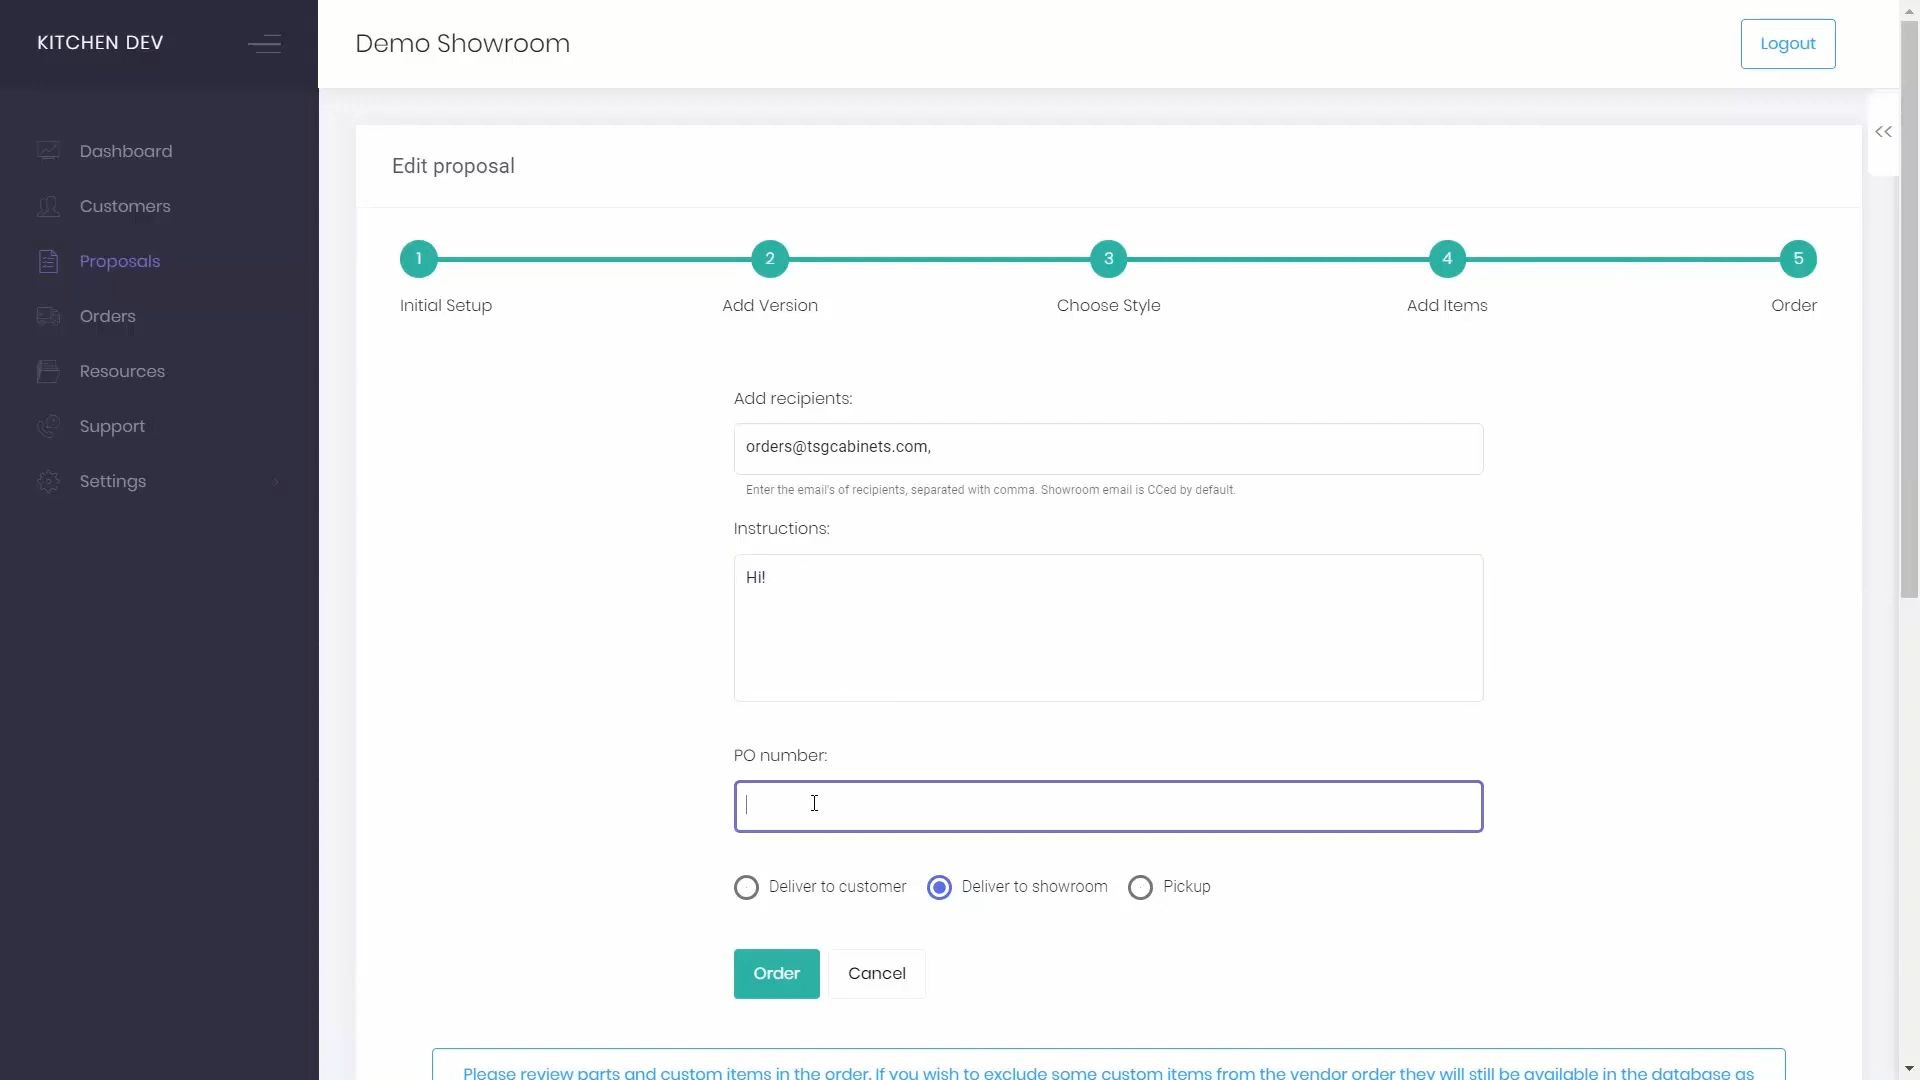 KITCHEN DEV
Demo Showroom
Logout
Dashboard
Customers
Proposals
Orders
Resources
Support
Settings
Edit proposal
1
2
3
4
5
Initial Setup
Add Version
Choose Style
Add Items
Order
Add recipients:
orders@tsgcabinets.com,
Enter the email's of recipients, separated with comma. Showroom email is CCed by default.
Instructions:
Hi!
PO number:
Deliver to customer
Deliver to showroom
Pickup
Order
Cancel
Please review parts and custom items in the order. If you wish to exclude some custom items from the vendor order they will still be available in the database as